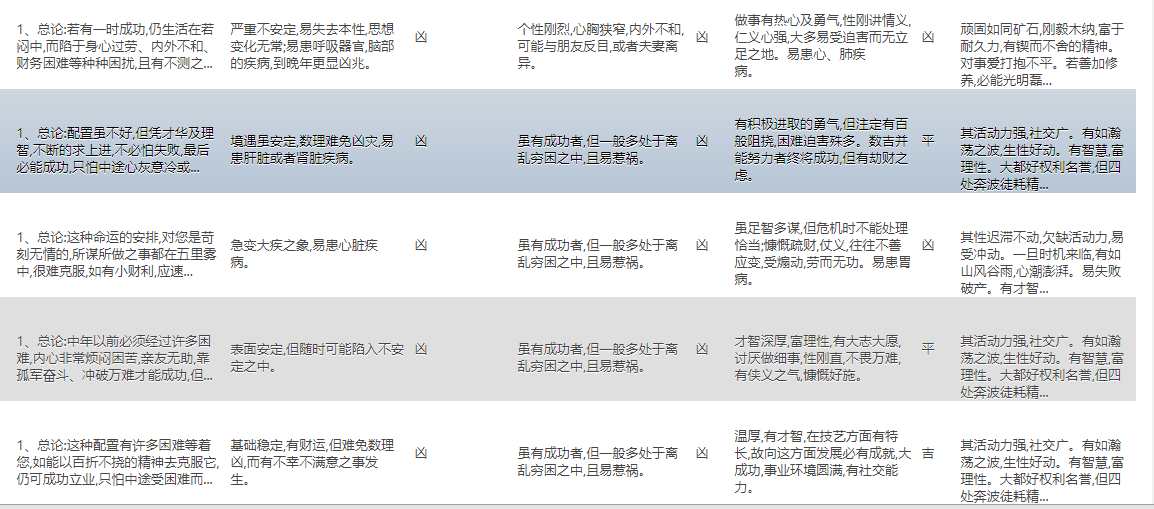 1、总论:若有一时成功,仍生活在若
闷中,而陷于身心过劳、内外不和、
财务困难等种种困扰,且有不测之...
严重不安定,易失去本性,思想
变化无常;易患呼吸器官,脑部
的疾病,到晚年更显凶兆。
凶
个性刚烈,心胸狭窄,内外不和,
可能与朋友反目,或者夫妻离
异。
凶
做事有热心及勇气,性刚讲情义,
仁义心强,大多易受迫害而无立
足之地。易患心、肺疾
病。
凶
顽固如同矿石,刚毅木纳,富于
耐久力,有锲而不舍的精神。
对事爱打抱不平。若善加修
养,必能光明磊...
1、总论:配置虽不好,但凭才华及理
智,不断的求上进,不必怕失败,最后
必能成功,只怕中途心灰意冷或...
境遇虽安定,数理难免凶灾,易
患肝脏或者肾脏疾病。
凶
虽有成功者,但一般多处于离
乱穷困之中,且易惹祸。
凶
有积极进取的勇气,但注定有百
般阻挠,困难迫害殊多。数吉并
能努力者终将成功,但有劫财之
虑。
平
其活动力强,社交广。有如瀚
荡之波,生性好动。有智慧,富
理性。大都好权利名誉,但四
处奔波徒耗精...
1、总论:这种命运的安排,对您是苛
刻无情的,所谋所做之事都在五里雾
中,很难克服,如有小财利,应速...
急变大疾之象,易患心脏疾
病。
凶
虽有成功者,但一般多处于离
乱穷困之中,且易惹祸。
凶
虽足智多谋,但危机时不能处理
恰当;慷慨疏财,仗义,往往不善
应变,受煽动,劳而无功。易患胃
病。
凶
其性迟滞不动,欠缺活动力,易
受冲动。一旦时机来临,有如
山风谷雨,心潮澎湃。易失败
破产。有才智...
1、总论:中年以前必须经过许多困
难,内心非常烦闷困苦,亲友无助,靠
孤军奋斗、冲破万难才能成功,但...
表面安定,但随时可能陷入不安
定之中。
凶
虽有成功者,但一般多处于离
乱穷困之中,且易惹祸。
凶
才智深厚,富理性,有大志大愿,
讨厌做细事,性刚直,不畏万难,
有侠义之气,慷慨好施。
平
其活动力强,社交广。有如瀚
荡之波,生性好动。有智慧,富
理性。大都好权利名誉,但四
处奔波徒耗精...
1、总论:这种配置有许多困难等着
您,如能以百折不挠的精神去克服它,
仍可成功立业,只怕中途受困难而...
基础稳定,有财运,但难免数理
凶,而有不幸不满意之事发
生。
凶
虽有成功者,但一般多处于离
乱穷困之中,且易惹祸。
凶
温厚,有才智,在技艺方面有特
长,故向这方面发展必有成就,大
成功,事业环境圆满,有社交能
力。
吉
其活动力强,社交广。有如瀚
荡之波,生性好动。有智慧,富
理性。大都好权利名誉,但四
处奔波徒耗精...